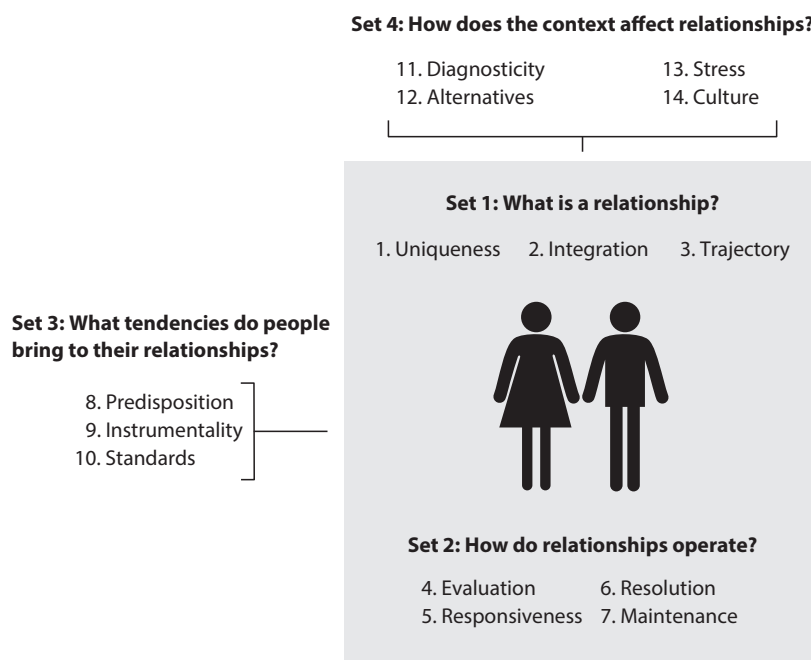 Set 4: How does the context affect relationships?
11. Diagnosticity 13. Stress
12. Alternatives 14. Culture
Set 1: What is a relationship?
1. Uniqueness 2. Integration 3. Trajectory
Set 3: What tendencies do people
bring to their relationships?
8. Predisposition
9. Instrumentality
10. Standards
Set 2: How do relationships operate?
4. Evaluation 6. Resolution
5. Responsiveness 7. Maintenance